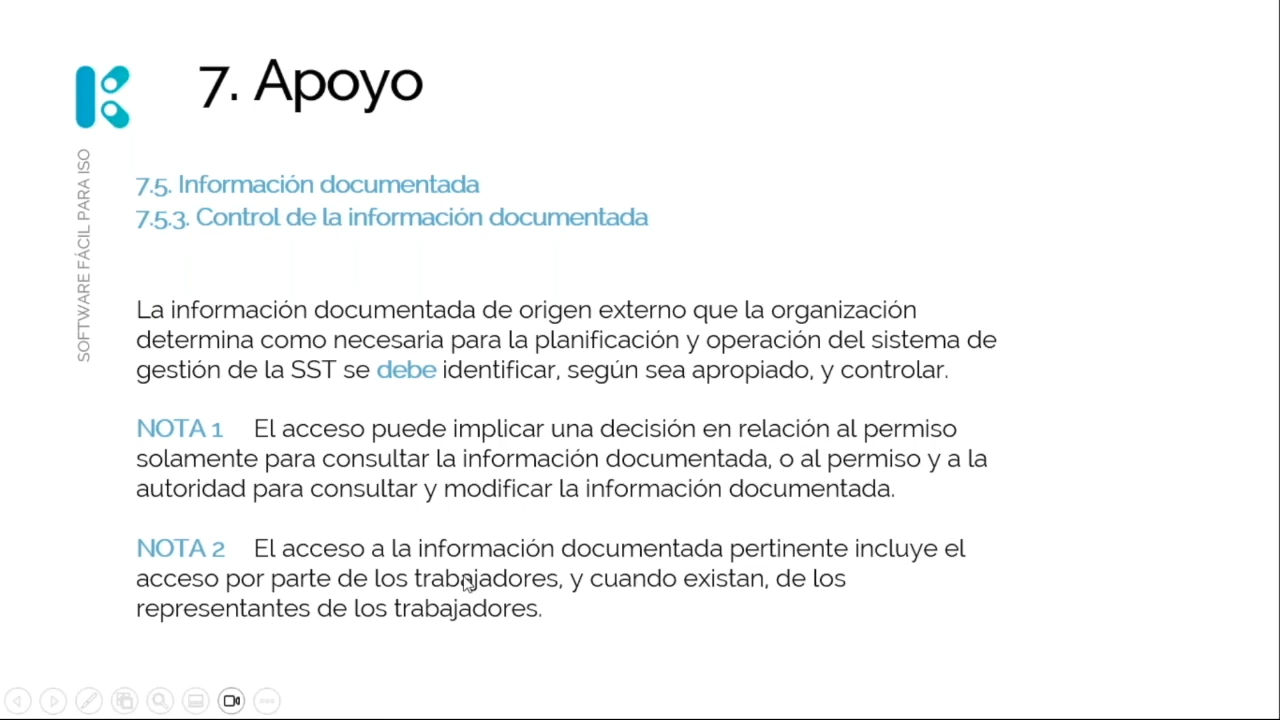 7. Apoyo
SOFTWARE FÁCIL PARA ISO
7.5. Información documentada
7.5.3. Control de la información documentada
La información documentada de origen externo que la organización
determina como necesaria para la planificación y operación del sistema de
gestión de la SST se debe identificar, según sea apropiado, y controlar.
NOTA 1 El acceso puede implicar una decisión en relación al permiso
solamente para consultar la información documentada, o al permiso y a la
autoridad para consultar y modificar la información documentada.
NOTA 2 El acceso a la información documentada pertinente incluye el
acceso por parte de los trabajadores, y cuando existan, de los
representantes de los trabajadores.